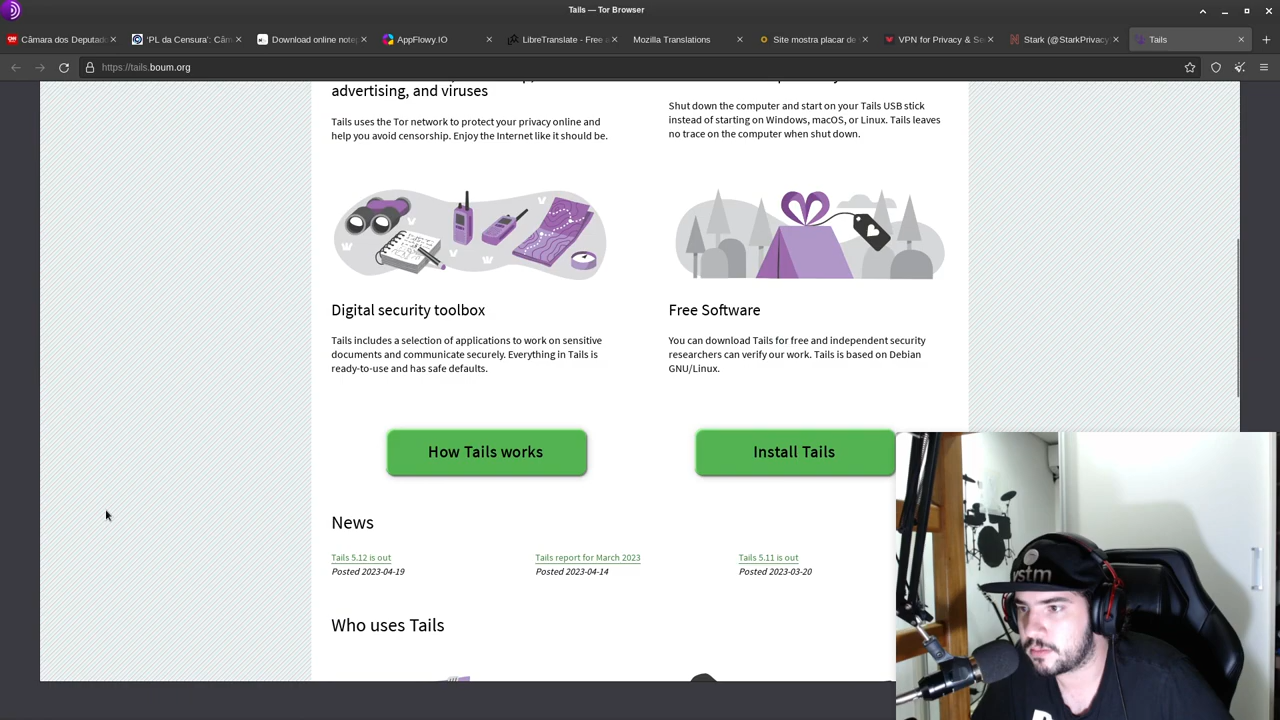 Tails — Tor Browser
Câmara dos Deputad
'PL da Censura': Câm
Download online note
AppFlowy.IO
LibreTranslate - Free a
Mozilla Translations
Site mostra placar de
VPN for Privacy & Se
Stark (@StarkPrivacy
Tails
https://tails.boum.org
advertising, and viruses
Tails uses the Tor network to protect your privacy online and
help you avoid censorship. Enjoy the Internet like it should be.
Shut down the computer and start on your Tails USB stick
instead of starting on Windows, macOS, or Linux. Tails leaves
no trace on the computer when shut down.
Digital security toolbox
Tails includes a selection of applications to work on sensitive
documents and communicate securely. Everything in Tails is
ready-to-use and has safe defaults.
Free Software
You can download Tails for free and independent security
researchers can verify our work. Tails is based on Debian
GNU/Linux.
How Tails works
Install Tails
News
Tails 5.12 is out
Posted 2023-04-19
Tails report for March 2023
Posted 2023-04-14
Tails 5.11 is out
Posted 2023-03-20
Who uses Tails